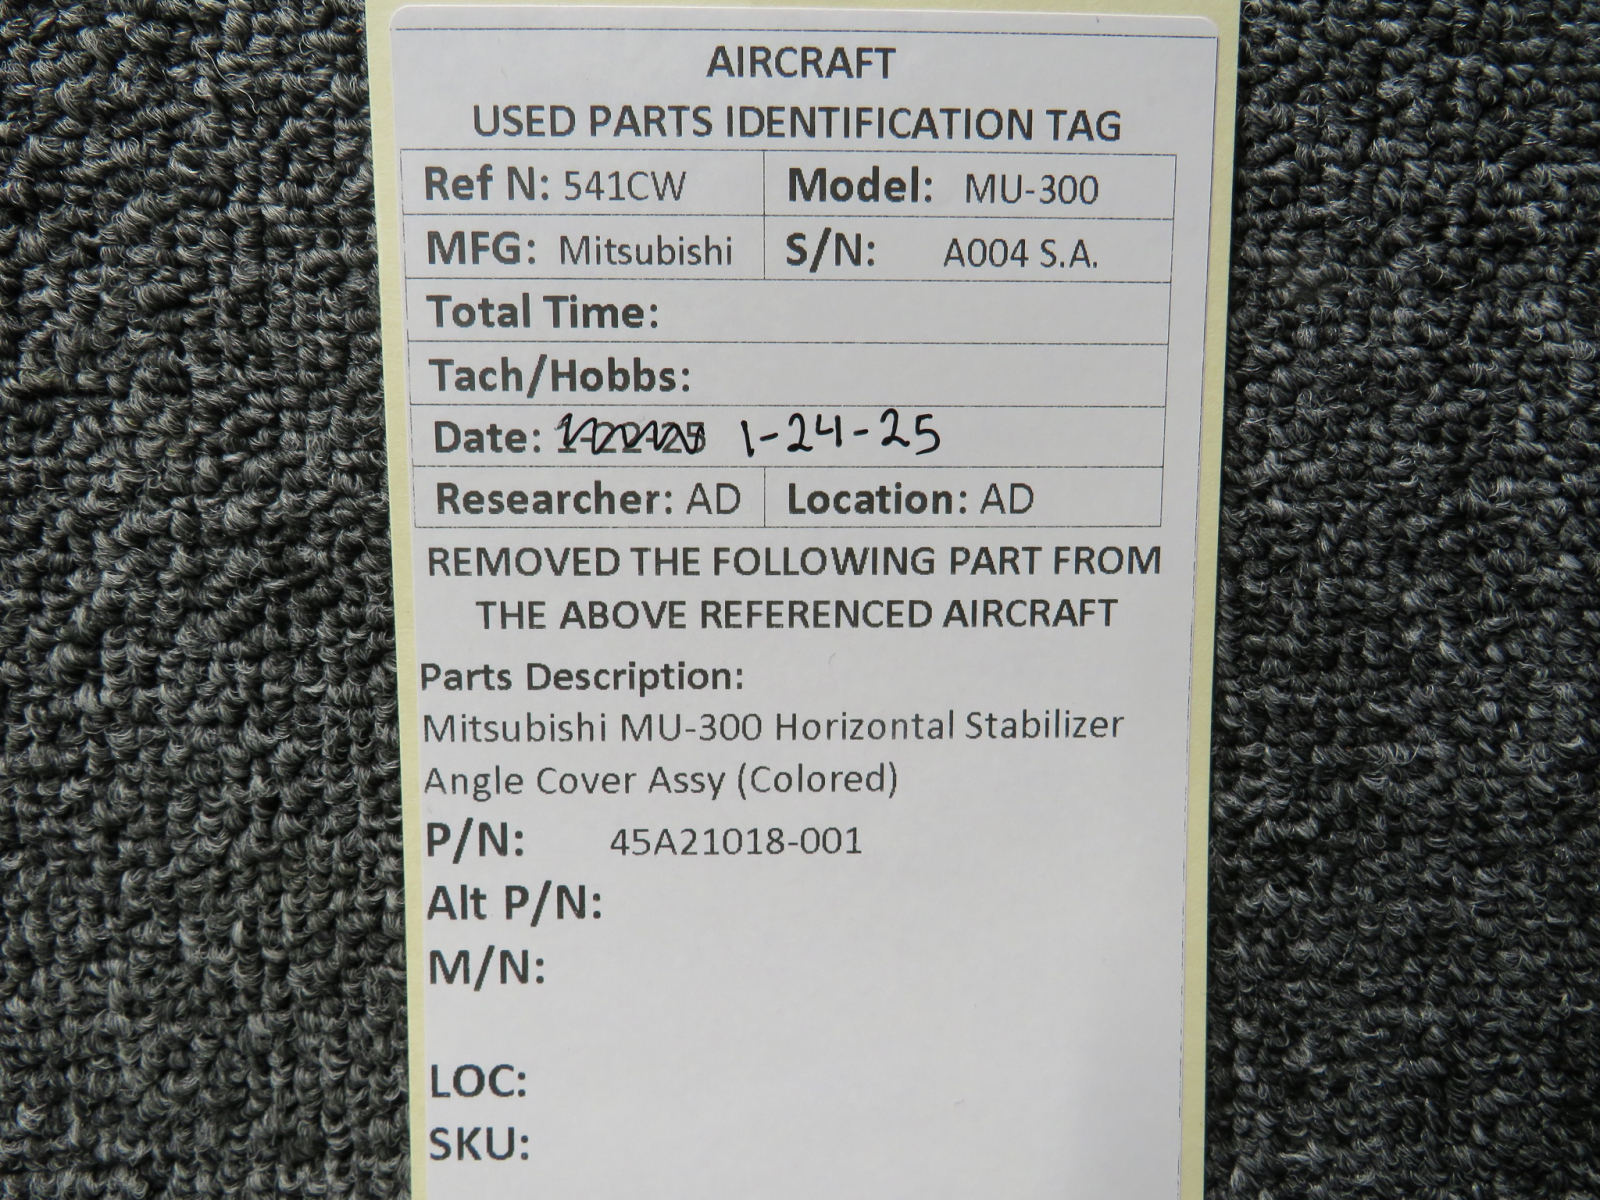 AIRCRAFT
USED PARTS IDENTIFICATION TAG
Ref N: 541CW Model: MU-300
MFG: Mitsubishi S/N: A004 S.A.
Total Time:
Tach/Hobbs:
Date: 1-24-25
Researcher: AD Location: AD
REMOVED THE FOLLOWING PART FROM
THE ABOVE REFERENCED AIRCRAFT
Parts Description:
Mitsubishi MU-300 Horizontal Stabilizer
Angle Cover Assy (Colored)
P/N: 45A21018-001
Alt P/N:
M/N:
LOC:
SKU: